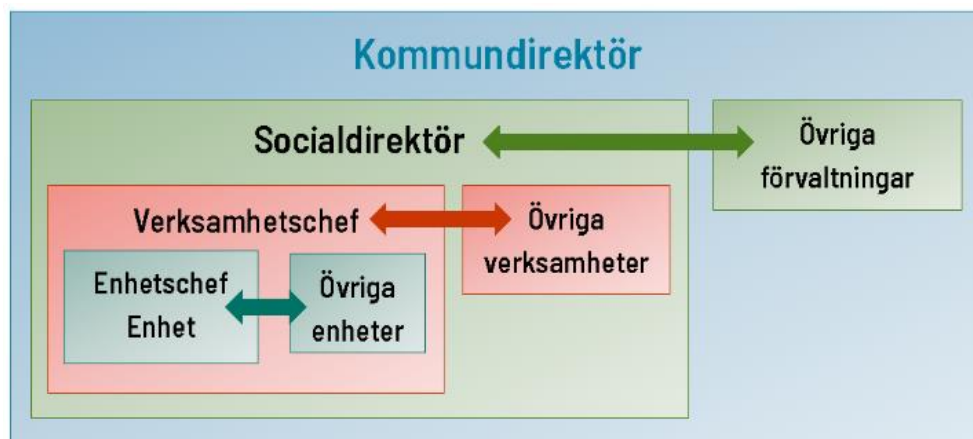 Kommundirektör
Socialdirektör
Övriga
förvaltningar
Verksamhetschef
Övriga
verksamheter
Enhetschef
Enhet
Övriga
enheter